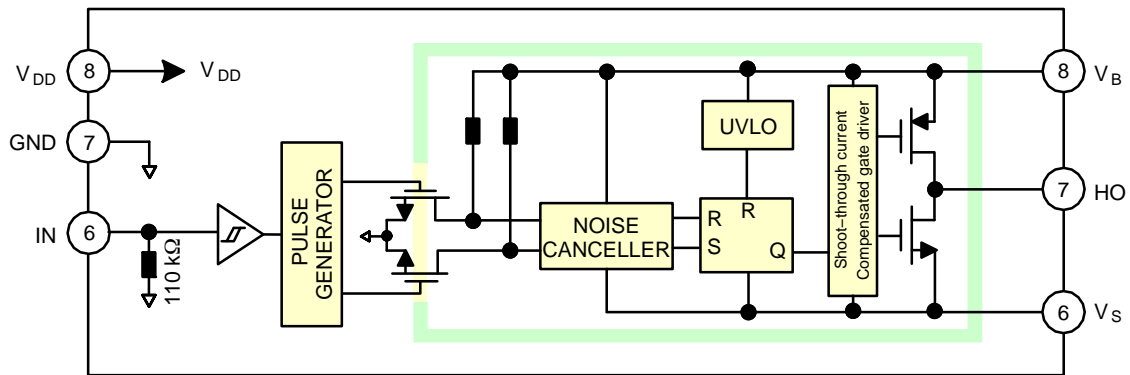 V DD
8
V DD
GND
7
IN
6
110 kΩ
PULSE
GENERATOR
NOISE
CANCELLER
UVLO
R
R
S
Q
Shoot−through current
Compensated gate driver
8
V B
7
HO
6
V S